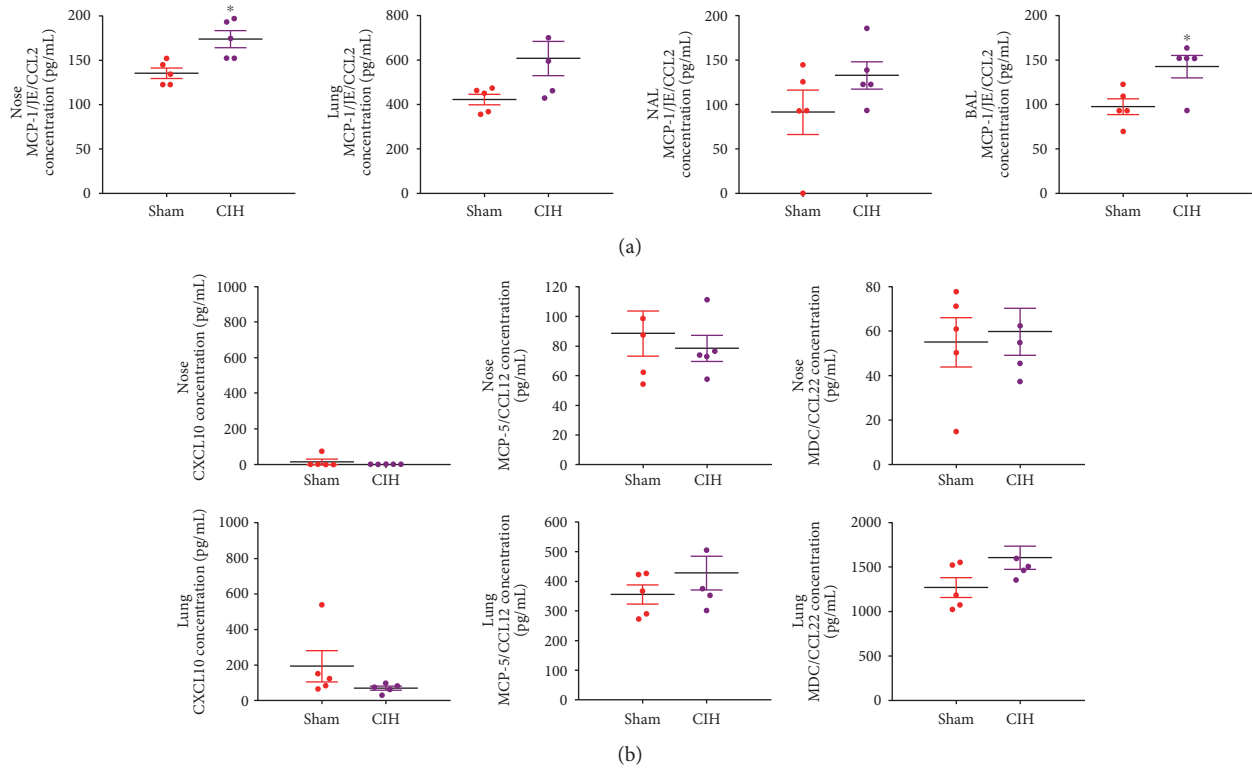 Nose
MCP-1/JE/CCL2
concentration (pg/mL)
200
150
100
50
0
*
Sham
CIH
Lung
MCP-1/JE/CCL2
concentration (pg/mL)
800
600
400
200
0
Sham
CIH
NAL
MCP-1/JE/CCL2
concentration (pg/mL)
200
150
100
50
0
Sham
CIH
BAL
MCP-1/JE/CCL2
concentration (pg/mL)
200
150
100
50
0
*
Sham
CIH
(a)
Nose
CXCL10 concentration (pg/mL)
1000
800
600
400
200
0
Sham
CIH
Nose
MCP-5/CCL12 concentration
(pg/mL)
120
100
80
60
40
20
0
Sham
CIH
Nose
MDC/CCL22 concentration
(pg/mL)
80
60
40
20
0
Sham
CIH
Lung
CXCL10 concentration (pg/mL)
1000
800
600
400
200
0
Sham
CIH
Lung
MCP-5/CCL12 concentration
(pg/mL)
600
500
400
300
200
100
0
Sham
CIH
Lung
MDC/CCL22 concentration
(pg/mL)
2000
1500
1000
500
0
Sham
CIH
(b)